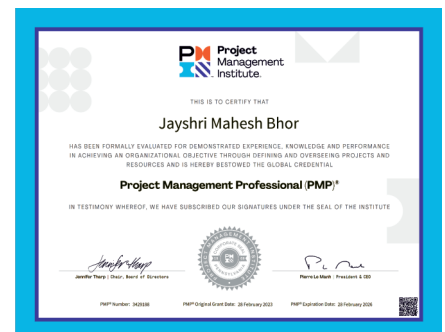 Project
Management
Institute.
THIS IS TO CERTIFY THAT
Jayshri Mahesh Bhor
HAS BEEN FORMALLY EVALUATED FOR DEMONSTRATED EXPERIENCE, KNOWLEDGE AND PERFORMANCE
IN ACHIEVING AN ORGANIZATIONAL OBJECTIVE THROUGH DEFINING AND OVERSEEING PROJECTS AND
RESOURCES AND IS HEREBY BESTOWED THE GLOBAL CREDENTIAL
Project Management Professional (PMP)®
IN TESTIMONY WHEREOF, WE HAVE SUBSCRIBED OUR SIGNATURES UNDER THE SEAL OF THE INSTITUTE
Jennifer Tharp | Chair, Board of Directors
Pierre Le Manh | President & CEO
PMP® Number: 3429198
PMP® Original Grant Date: 28 February 2023
PMP® Expiration Date: 28 February 2026